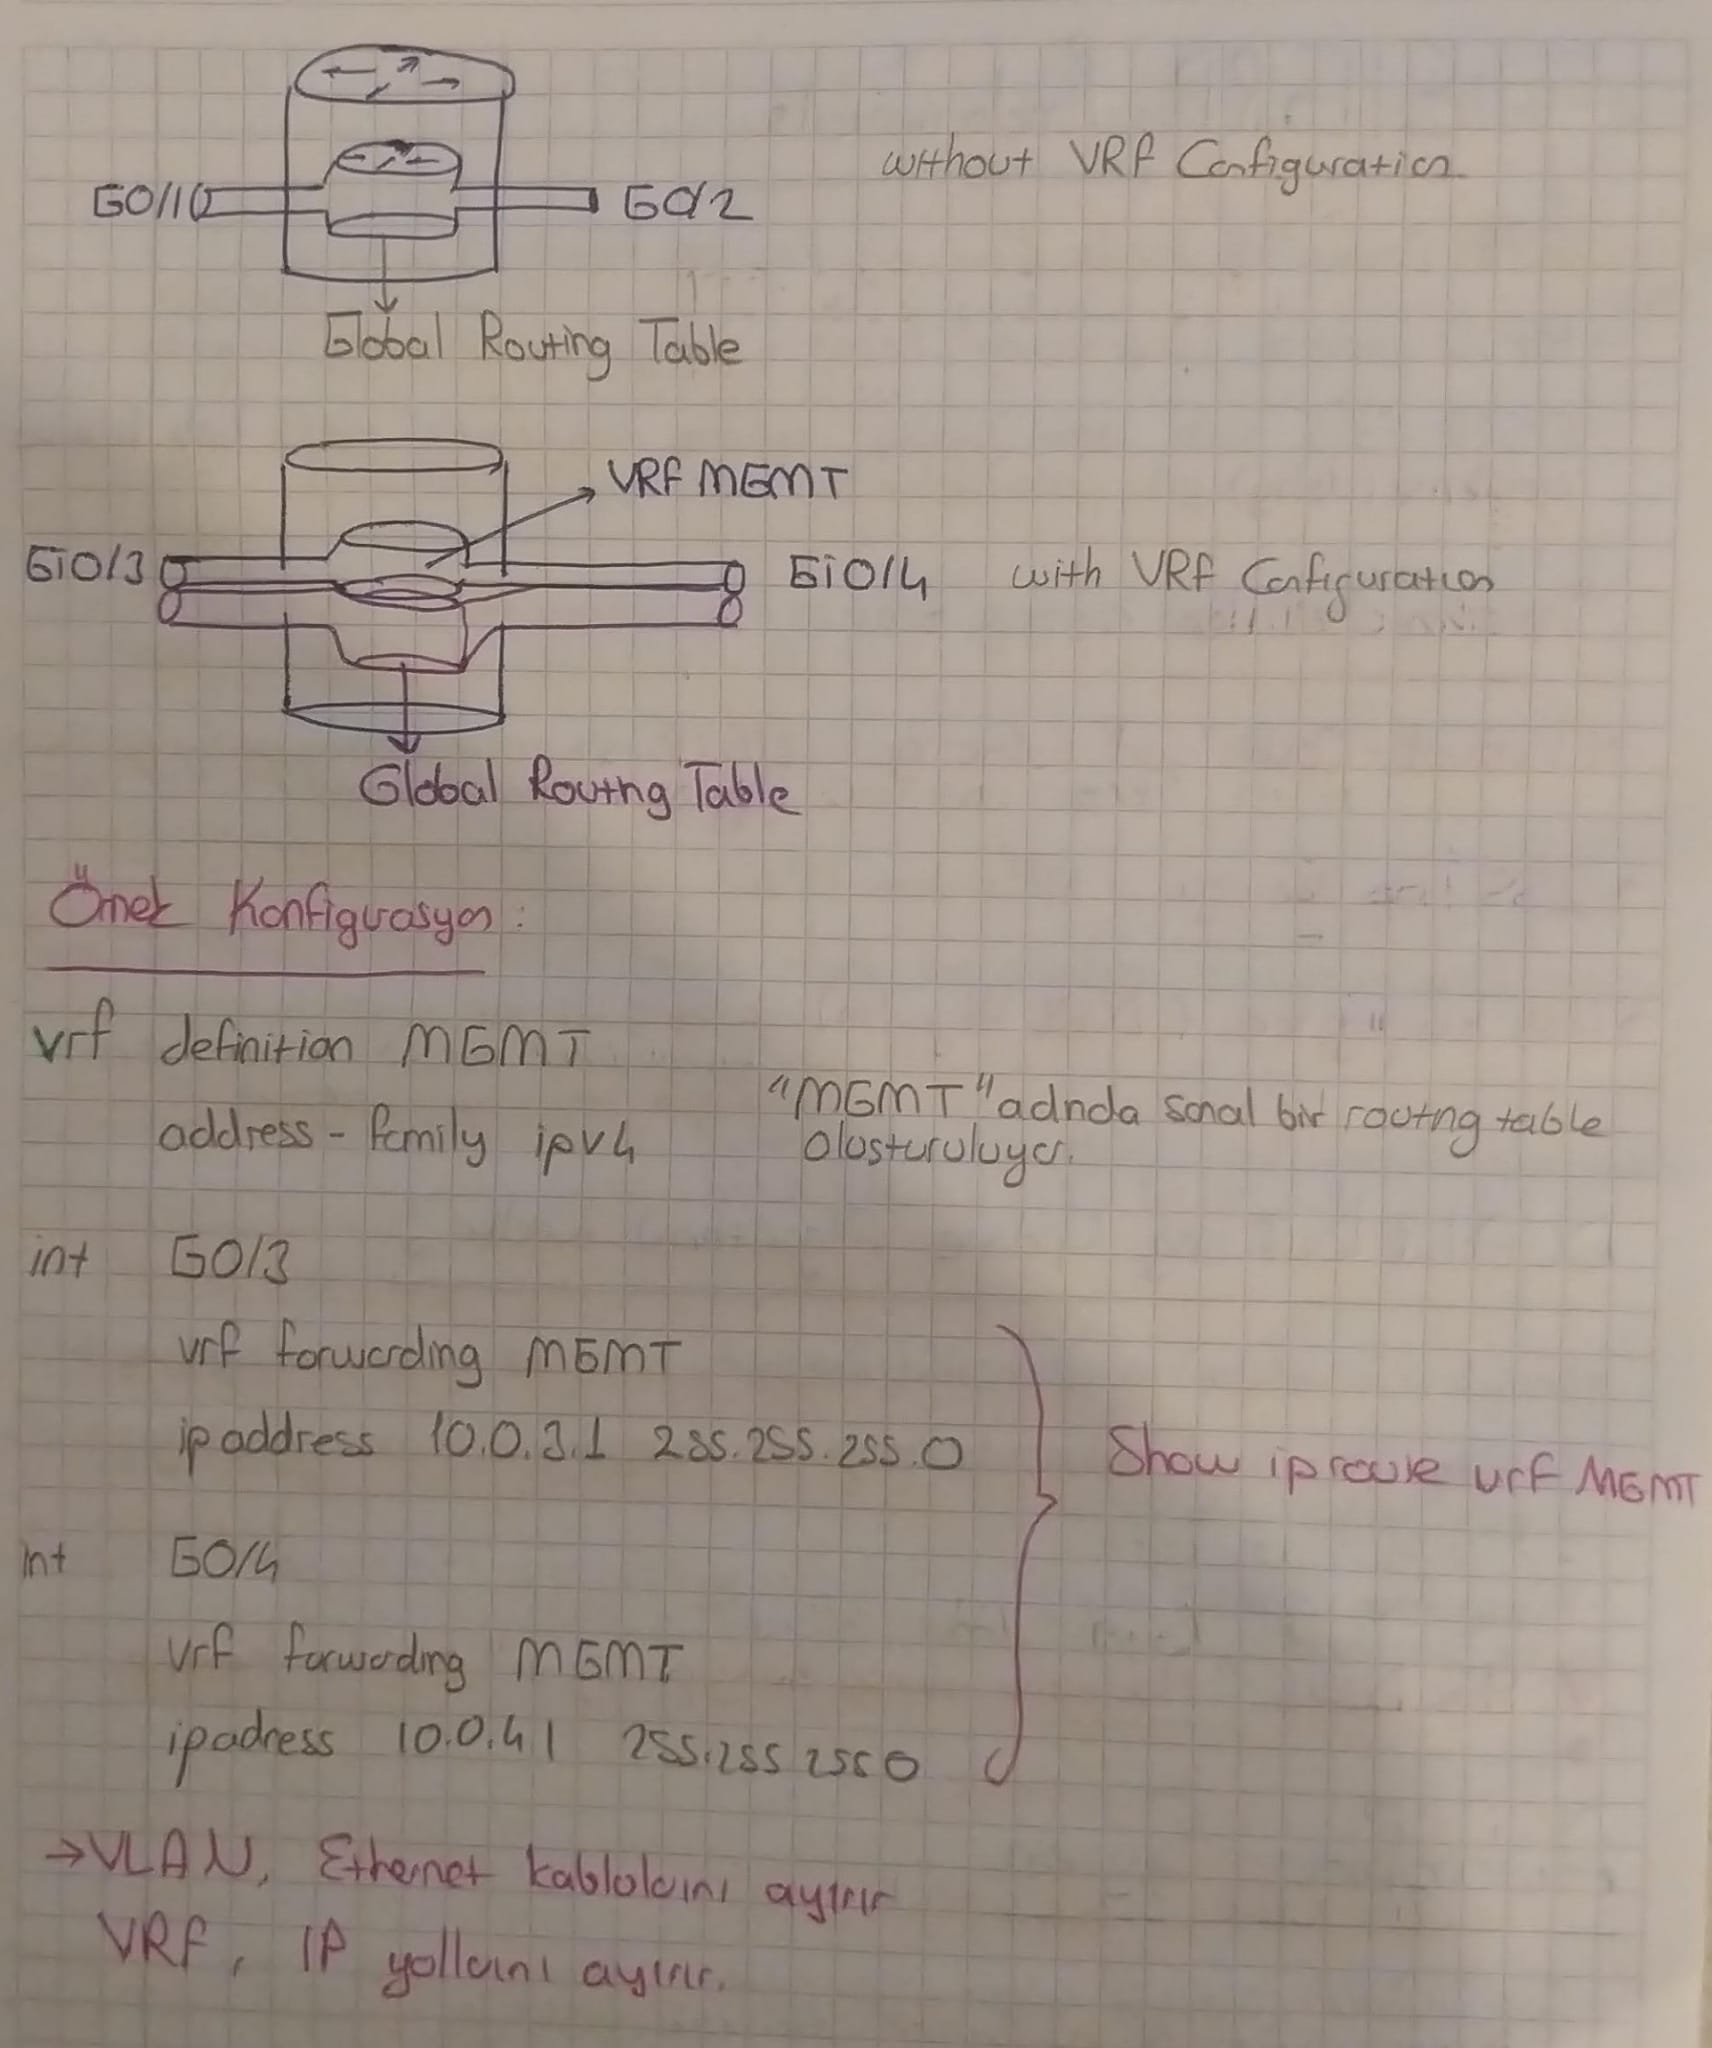 without VRF Configuration
G0/1 G0/2
Global Routing Table
VRF MGMT
Gi0/3 Gi0/4 with VRF Configuration
Global Routing Table
Örnek Konfigurasyon:
vrf definition MGMT
"MGMT" adında sanal bir routing table
address-family ipv4 oluşturuluyor.
int G0/3
vrf forwarding MGMT
ip address 10.0.3.1 255.255.255.0
Show ip route vrf MGMT
int G0/4
vrf forwarding MGMT
ip adress 10.0.4 1 255.255 255 0
→VLAN, Ethernet kablolarını ayırır
VRF, IP yollarını ayırır.